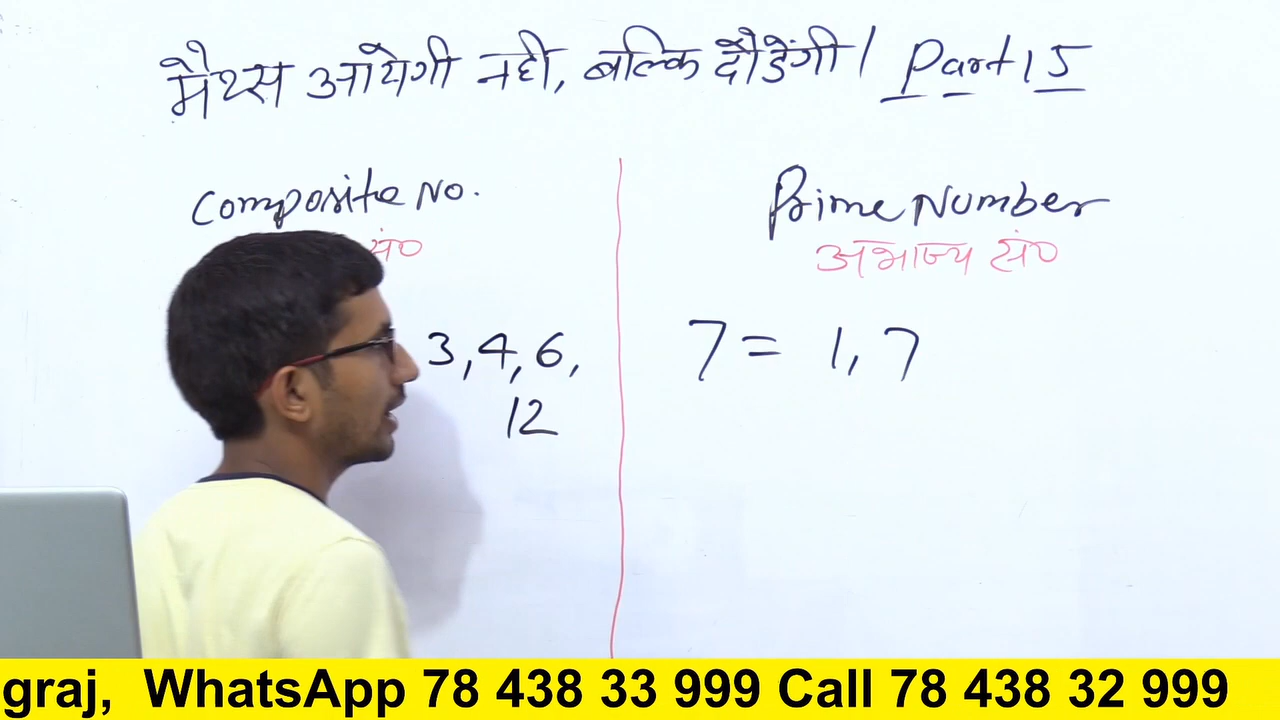 मैथ्स आयेगी नही, बल्कि दौडेंगी। Part 15
Composite No.
सं०
3, 4, 6,
12
Prime Number
अभाज्य सं०
7 = 1, 7
graj, WhatsApp 78 438 33 999 Call 78 438 32 999